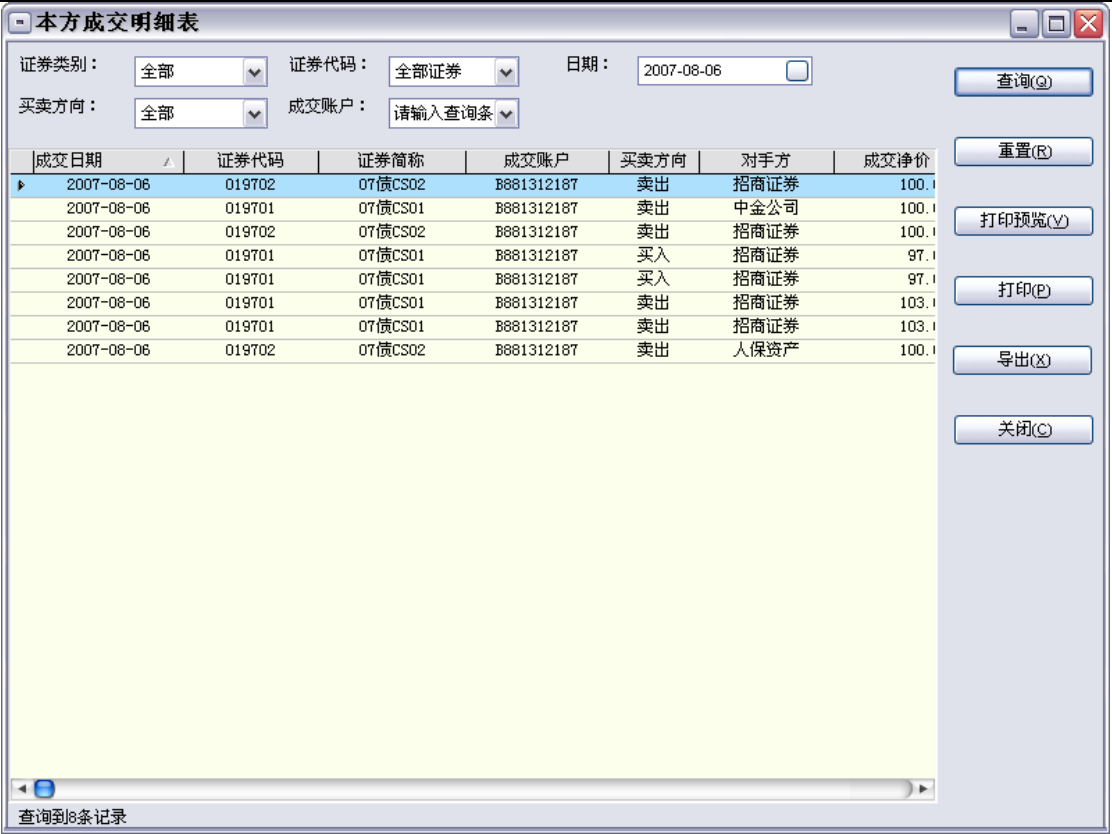 本方成交明细表
证券类别： 全部 证券代码： 全部证券 日期： 2007-08-06 查询(Q)
买卖方向： 全部 成交账户： 请输入查询条
重置(R)
打印预览(V)
打印(P)
导出(X)
关闭(C)
成交日期 证券代码 证券简称 成交账户 买卖方向 对手方 成交净价
2007-08-06 019702 07债CS02 B881312187 卖出 招商证券 100.
2007-08-06 019701 07债CS01 B881312187 卖出 中金公司 100.
2007-08-06 019702 07债CS02 B881312187 卖出 招商证券 100.
2007-08-06 019701 07债CS01 B881312187 买入 招商证券 97.
2007-08-06 019701 07债CS01 B881312187 买入 招商证券 97.
2007-08-06 019701 07债CS01 B881312187 卖出 招商证券 103.
2007-08-06 019701 07债CS01 B881312187 卖出 招商证券 103.
2007-08-06 019702 07债CS02 B881312187 卖出 人保资产 100.
查询到8条记录